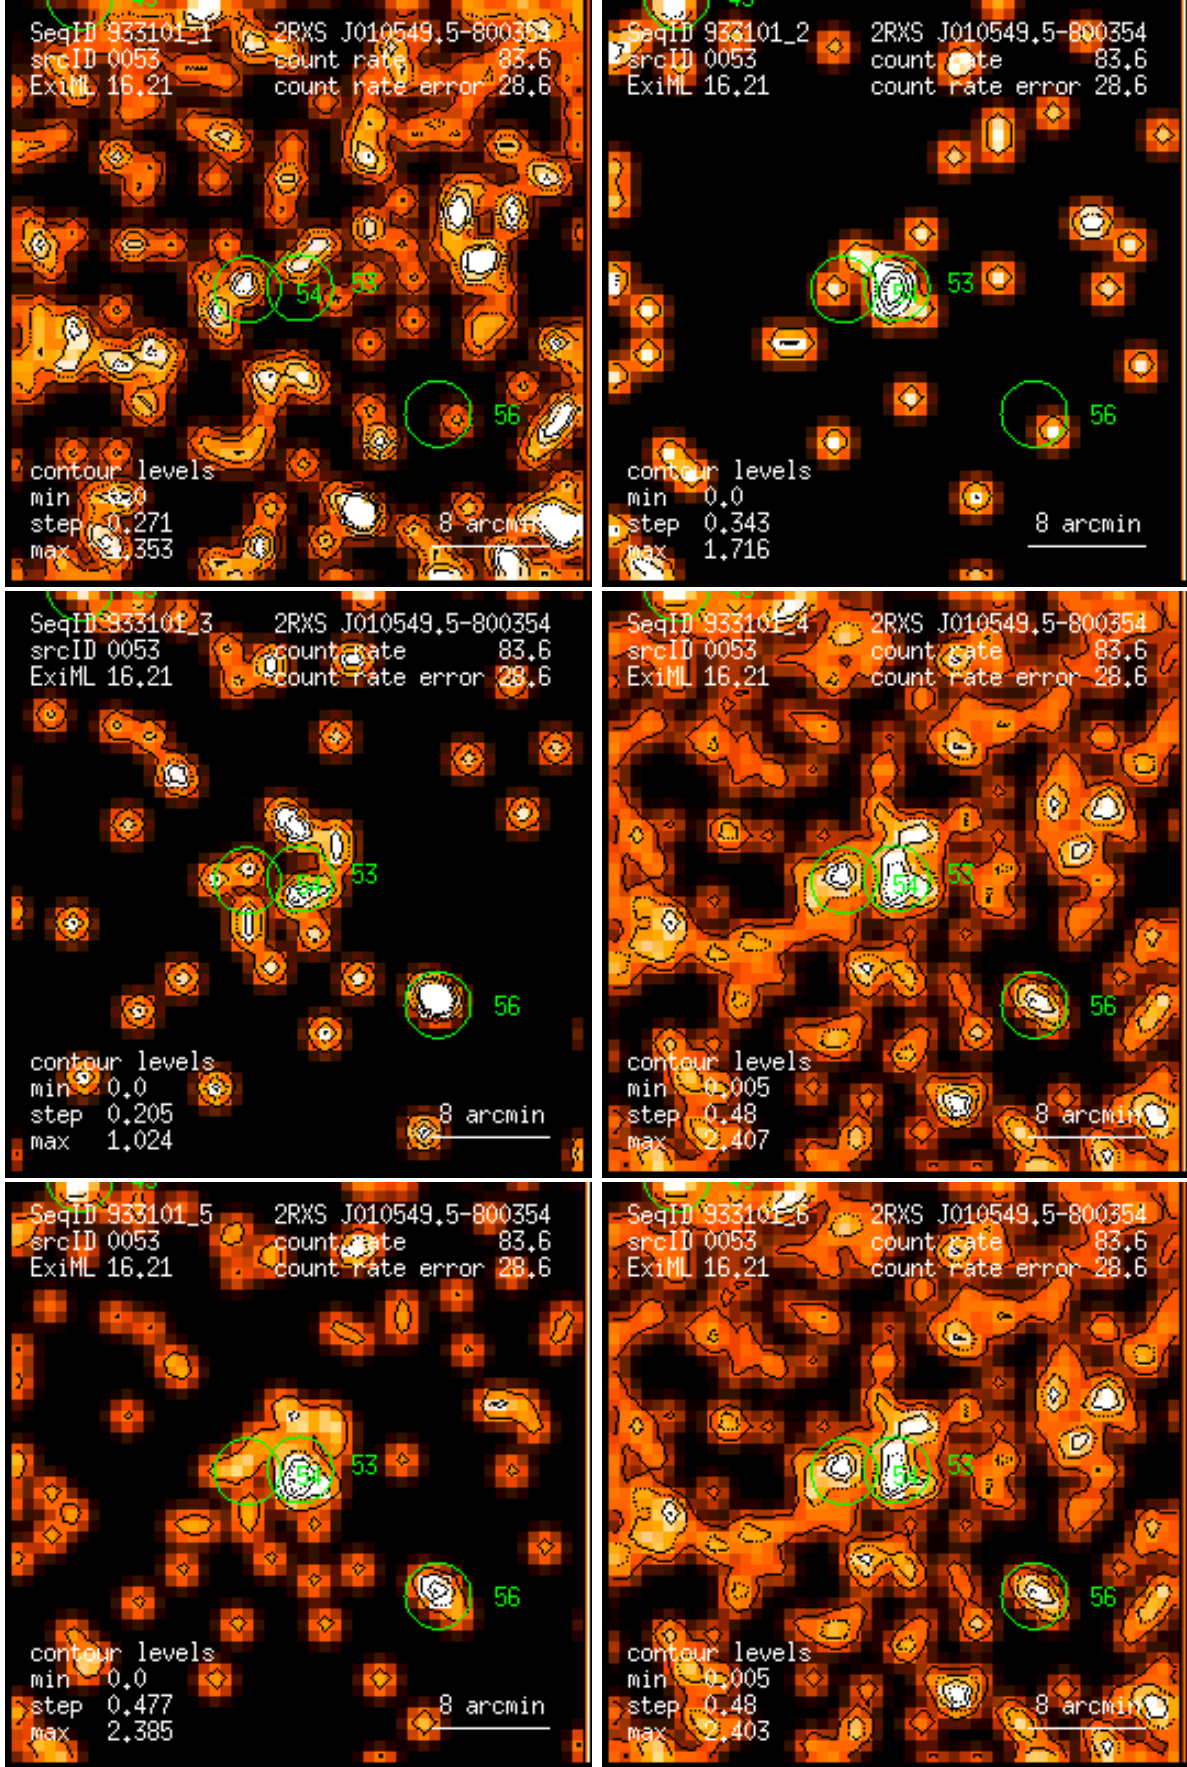 SeqID 933101_1 2RXS J010549.5-800354
srcID 0053 count rate 83.6
ExiML 16.21 count rate error 28.6
54 53
56
contour levels
min 0.0
step 0.271
max 1.353
8 arcmin
SeqID 933101_2 2RXS J010549.5-800354
srcID 0053 count rate 83.6
ExiML 16.21 count rate error 28.6
54 53
56
contour levels
min 0.0
step 0.343
max 1.716
8 arcmin
SeqID 933101_3 2RXS J010549.5-800354
srcID 0053 count rate 83.6
ExiML 16.21 count rate error 28.6
54 53
56
contour levels
min 0.0
step 0.205
max 1.024
8 arcmin
SeqID 933101_4 2RXS J010549.5-800354
srcID 0053 count rate 83.6
ExiML 16.21 count rate error 28.6
54 53
56
contour levels
min 0.005
step 0.48
max 2.407
8 arcmin
SeqID 933101_5 2RXS J010549.5-800354
srcID 0053 count rate 83.6
ExiML 16.21 count rate error 28.6
54 53
56
contour levels
min 0.0
step 0.477
max 2.385
8 arcmin
SeqID 933101_6 2RXS J010549.5-800354
srcID 0053 count rate 83.6
ExiML 16.21 count rate error 28.6
54 53
56
contour levels
min 0.005
step 0.48
max 2.403
8 arcmin